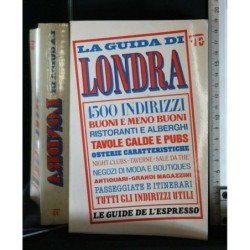 LA GUIDA DI
LONDRA
1500 INDIRIZZI
BUONI E MENO BUONI
RISTORANTI E ALBERGHI
TAVOLE CALDE E PUBS
OSTERIE CARATTERISTICHE
NIGHT CLUBS-TAVERNE-SALE DA THE
NEGOZI DI MODA E BOUTIQUES
ANTIQUARI-GRANDI MAGAZZINI
PASSEGGIATE E ITINERARI
TUTTI GLI INDIRIZZI UTILI
LE GUIDE DE L'ESPRESSO
LONDRA